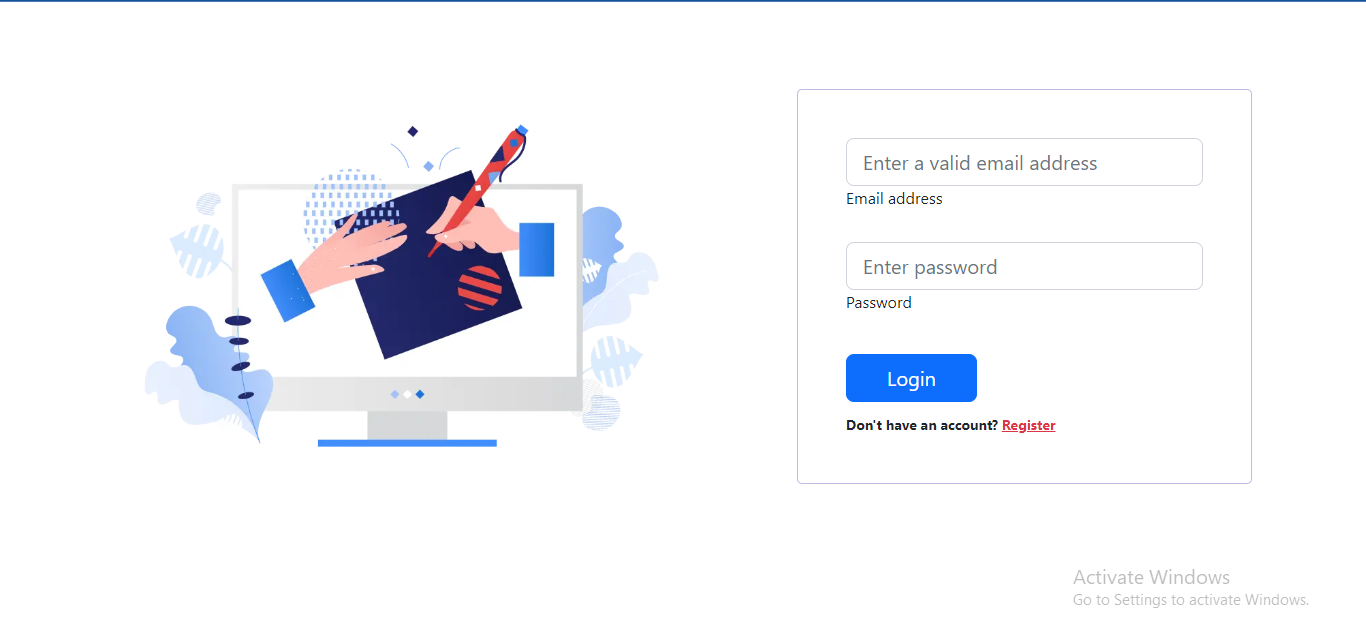 Enter a valid email address
Email address
Enter password
Password
Login
Don't have an account? Register
Activate Windows
Go to Settings to activate Windows.